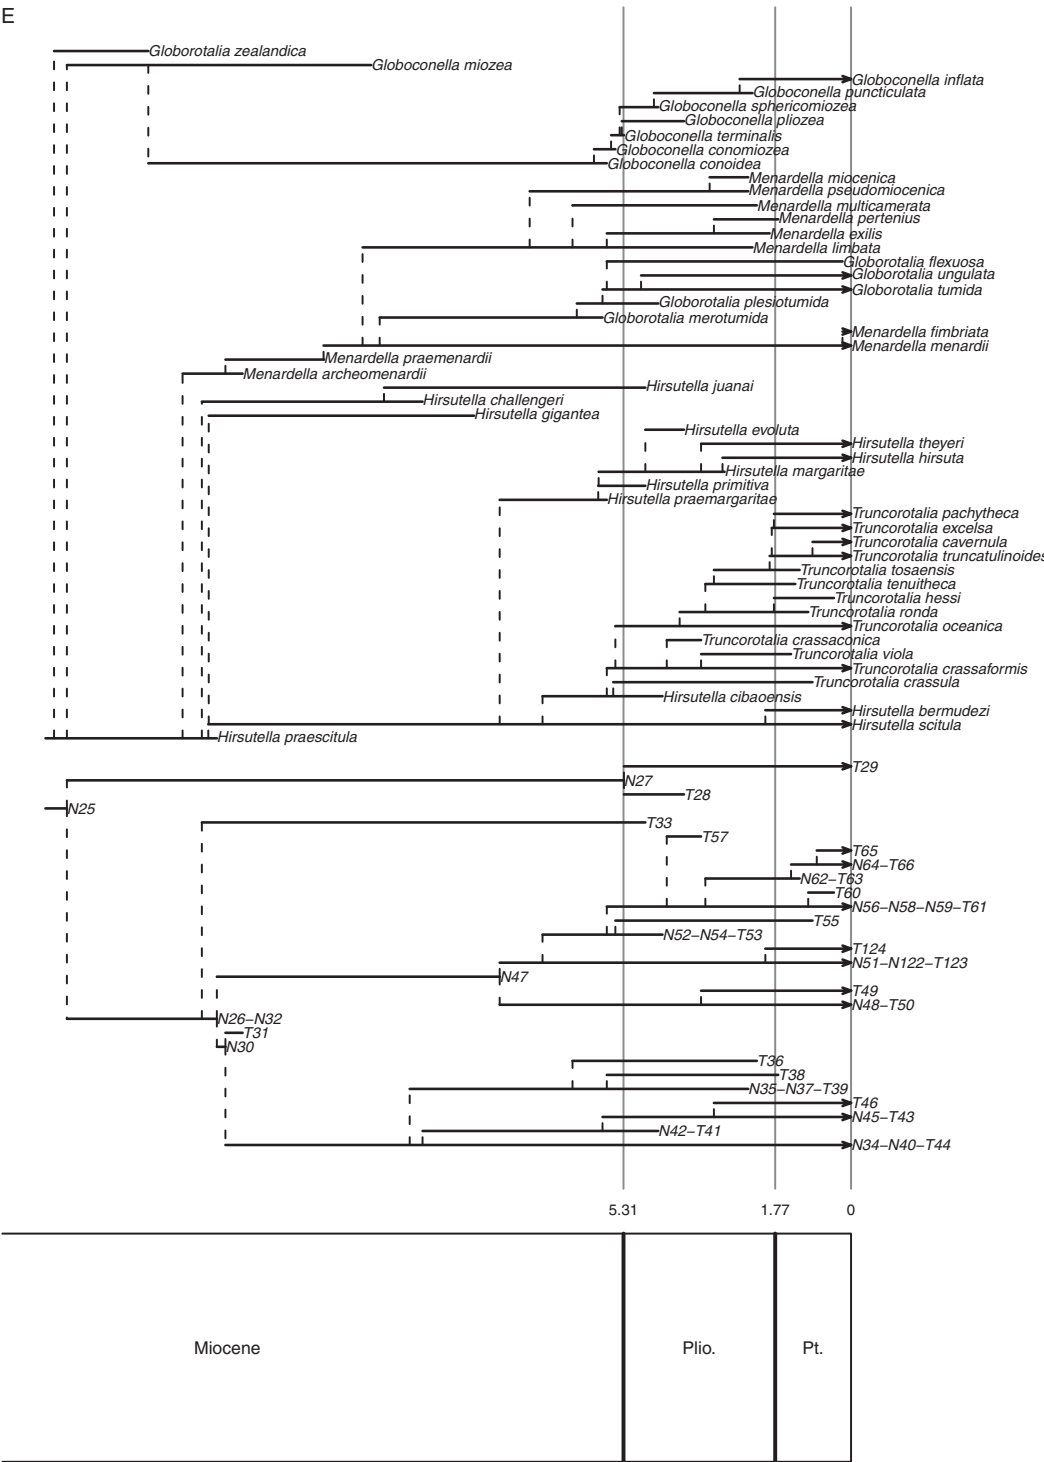 E
Globorotalia zealandica
Globoconella miozea
Globoconella inflata
Globoconella puncticulata
Globoconella sphericomiozea
Globoconella pliozea
Globoconella terminalis
Globoconella conomiozea
Globoconella conoidea
Menardella miocenica
Menardella pseudomiocenica
Menardella multicamerata
Menardella pertenius
Menardella exilis
Menardella limbata
Globorotalia flexuosa
Globorotalia ungulata
Globorotalia tumida
Globorotalia plesiotumida
Globorotalia merotumida
Menardella fimbriata
Menardella menardii
Menardella praemenardii
Menardella archeomenardii
Hirsutella juanai
Hirsutella challengeri
Hirsutella gigantea
Hirsutella evoluta
Hirsutella theyeri
Hirsutella hirsuta
Hirsutella margaritae
Hirsutella primitiva
Hirsutella praemargaritae
Truncorotalia pachytheca
Truncorotalia excelsa
Truncorotalia cavernula
Truncorotalia truncatulinoides
Truncorotalia tosaensis
Truncorotalia tenuitheca
Truncorotalia hessi
Truncorotalia ronda
Truncorotalia oceanica
Truncorotalia crassaconica
Truncorotalia viola
Truncorotalia crassaformis
Truncorotalia crassula
Hirsutella cibaoensis
Hirsutella bermudezi
Hirsutella scitula
Hirsutella praescitula
T29
N27
T28
N25
T33
T57
T65
N64−T66
N62−T63
T60
N56−N58−N59−T61
T55
N52−N54−T53
T124
N51−N122−T123
N47
T49
N48−T50
N26−N32
T31
N30
T36
T38
N35−N37−T39
T46
N45−T43
N42−T41
N34−N40−T44
5.31 1.77 0
Miocene Plio. Pt.